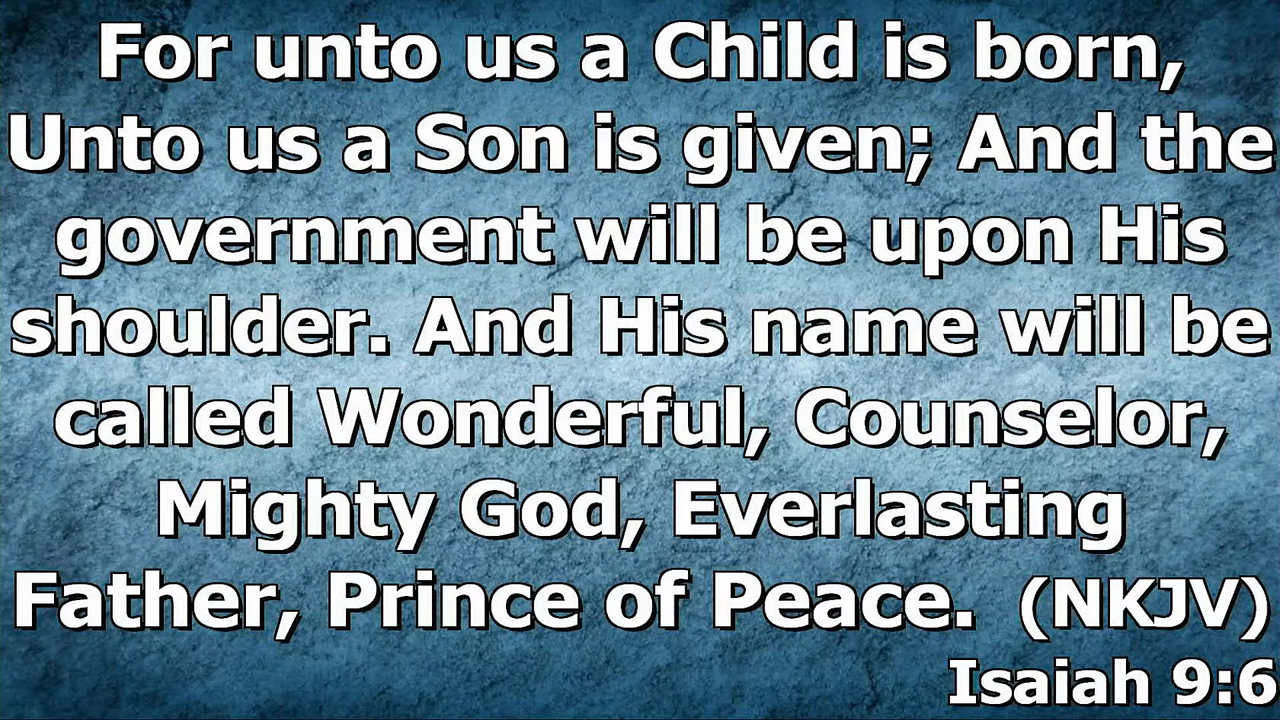 For unto us a Child is born,
Unto us a Son is given; And the
government will be upon His
shoulder. And His name will be
called Wonderful, Counselor,
Mighty God, Everlasting
Father, Prince of Peace. (NKJV)
Isaiah 9:6